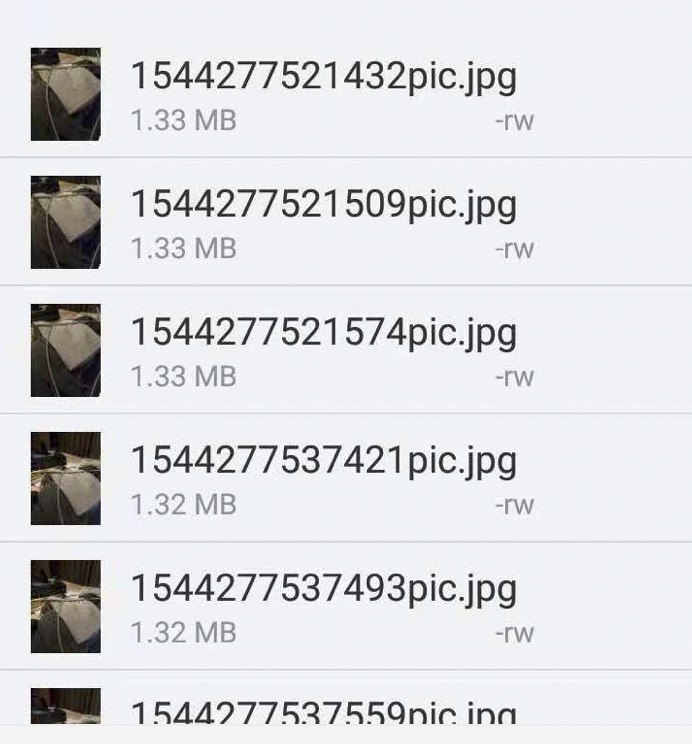 1544277521432pic.jpg
1.33 MB -rw
1544277521509pic.jpg
1.33 MB -rw
1544277521574pic.jpg
1.33 MB -rw
1544277537421pic.jpg
1.32 MB -rw
1544277537493pic.jpg
1.32 MB -rw
1544277537559pic.jpg